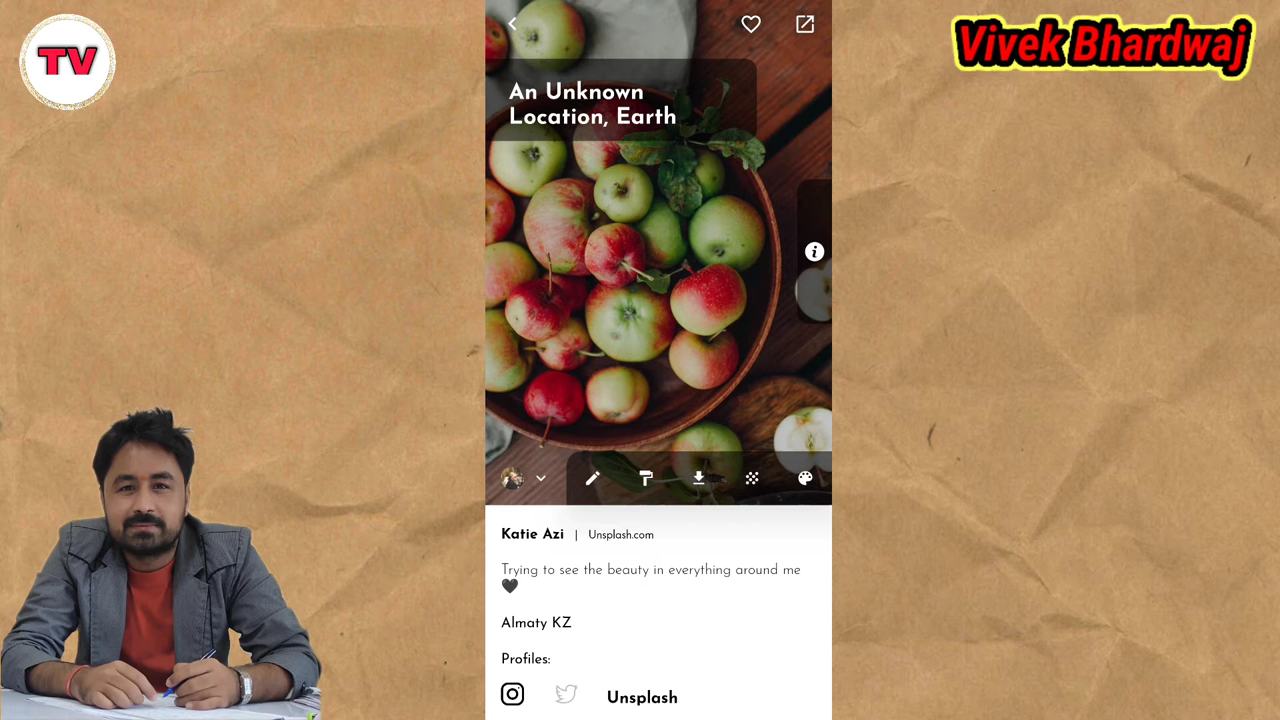 TV
Vivek Bhardwaj
An Unknown
Location, Earth
Katie Azi | Unsplash.com
Trying to see the beauty in everything around me
🖤
Almaty KZ
Profiles:
Unsplash